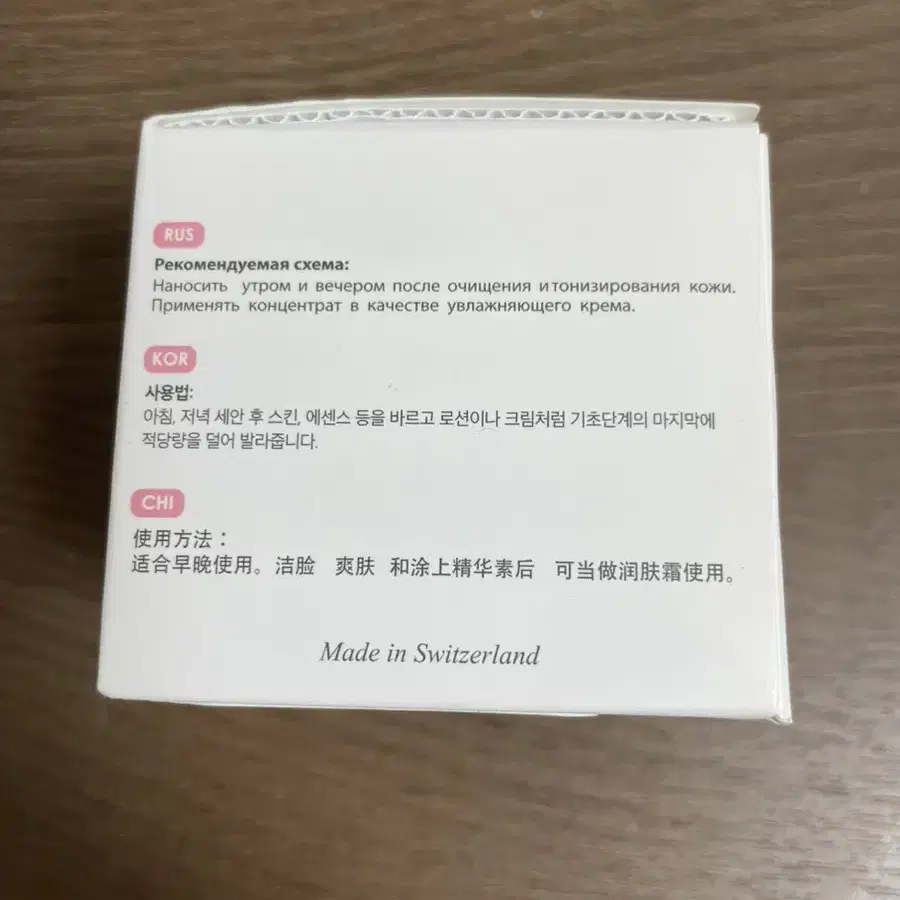 RUS
Рекомендуемая схема:
Наносить утром и вечером после очищения итонизирования кожи.
Применять концентрат в качестве увлажняющего крема.
KOR
사용법:
아침, 저녁 세안 후 스킨, 에센스 등을 바르고 로션이나 크림처럼 기초단계의 마지막에
적당량을 덜어 발라줍니다.
CHI
使用方法：
适合早晚使用。洁脸 爽肤 和涂上精华素后 可当做润肤霜使用。
Made in Switzerland